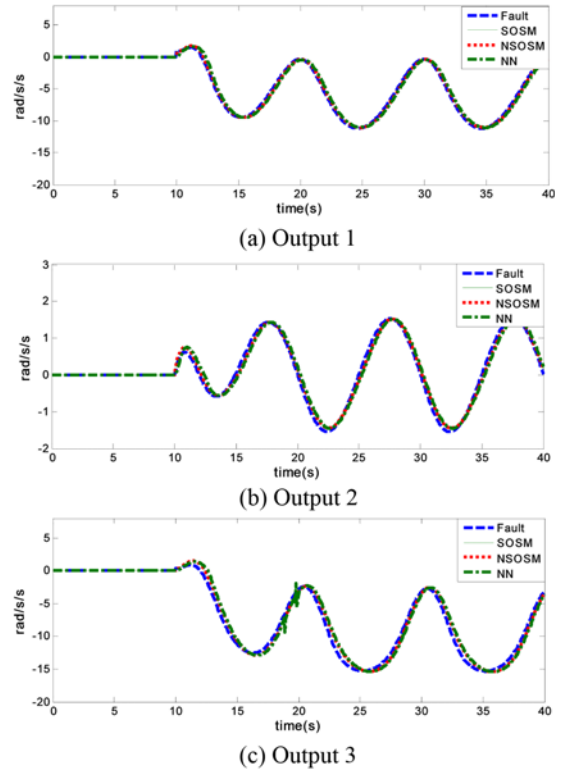 Fault
SOSM
NSOSM
NN
rad/s/s
5
0
-5
-10
-15
-20
0 5 10 15 20 25 30 35 40
time(s)
(a) Output 1
Fault
SOSM
NSOSM
NN
rad/s/s
3
2
1
0
-1
-2
0 5 10 15 20 25 30 35 40
time(s)
(b) Output 2
Fault
SOSM
NSOSM
NN
rad/s/s
5
0
-5
-10
-15
-20
0 5 10 15 20 25 30 35 40
time(s)
(c) Output 3